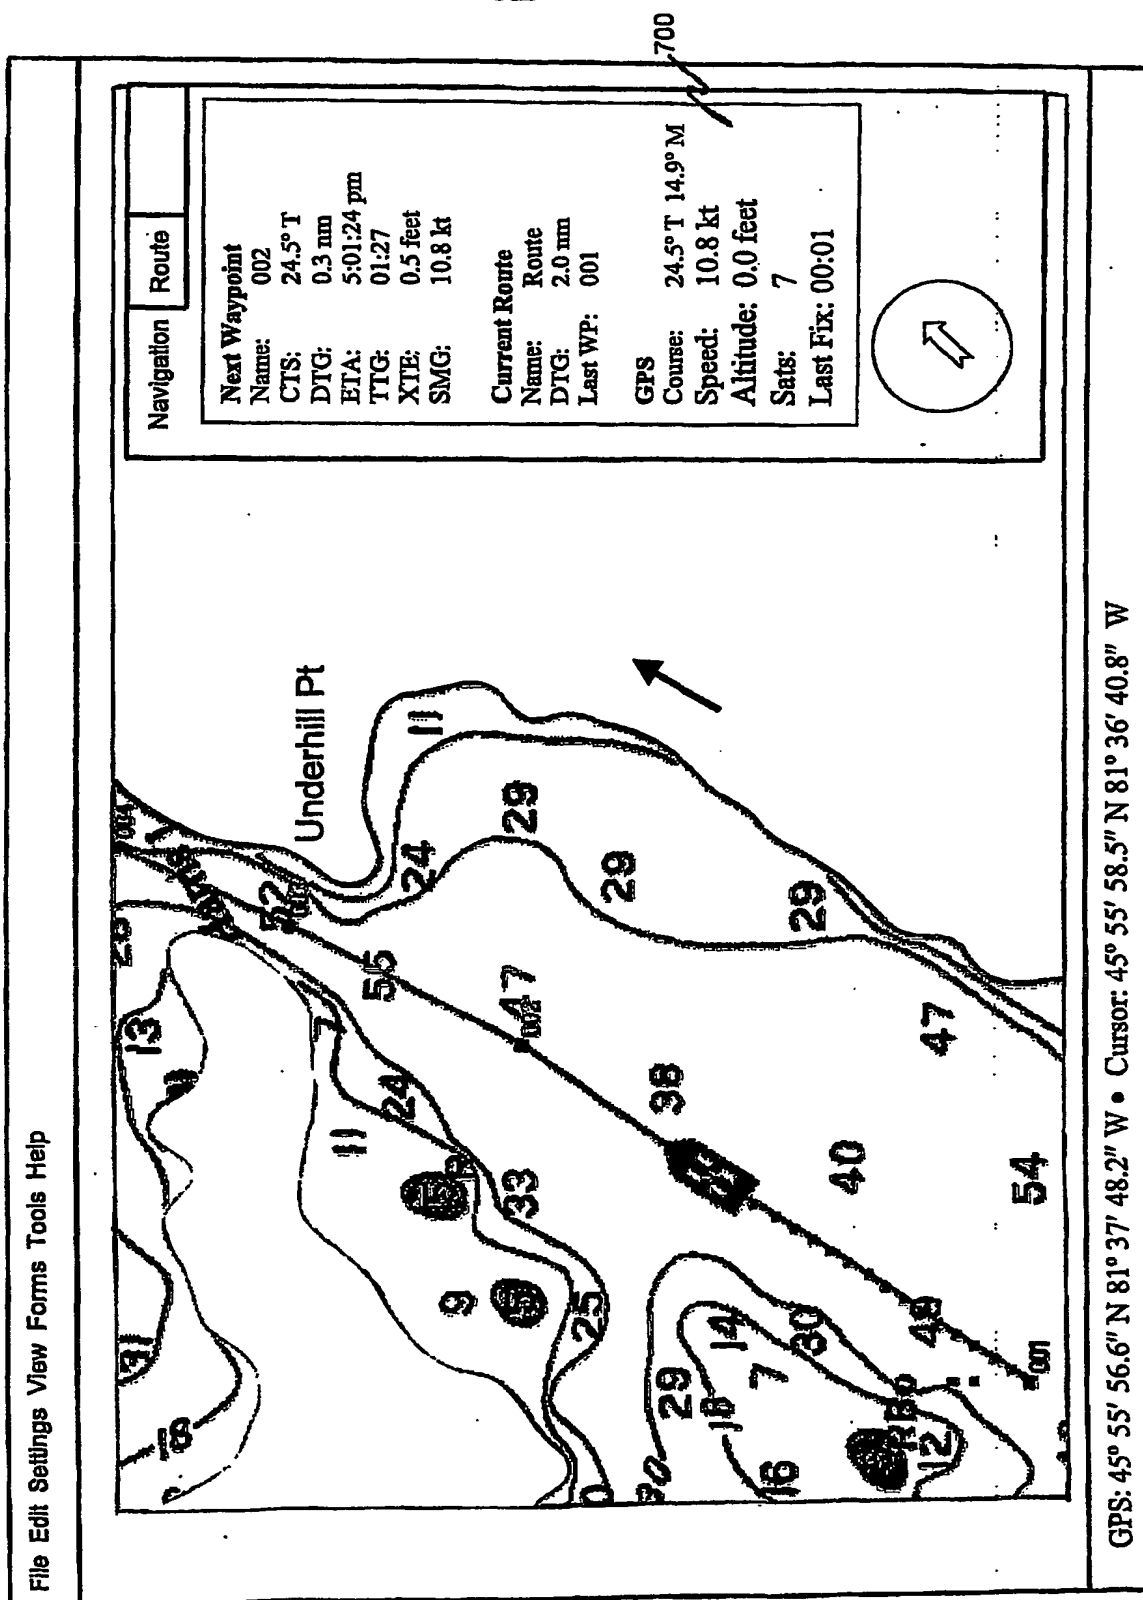 File Edit Settings View Forms Tools Help
Navigation Route
Next Waypoint
Name: 002
CTS: 24.5° T
DTG: 0.3 nm
ETA: 5:01:24 pm
TTG: 01:27
XTE: 0.5 feet
SMG: 10.8 kt
Current Route
Name: Route
DTG: 2.0 nm
Last WP: 001
GPS
Course: 24.5° T 14.9° M
Speed: 10.8 kt
Altitude: 0.0 feet
Sats: 7
Last Fix: 00:01
700
Underhill Pt
004
13
52
11
7
55
24
11
24
47
002
29
33
9
29
25
38
29
18
14
7
30
29
40
16
12
48
47
54
001
GPS: 45° 55' 56.6" N 81° 37' 48.2" W • Cursor: 45° 55' 58.5" N 81° 36' 40.8" W